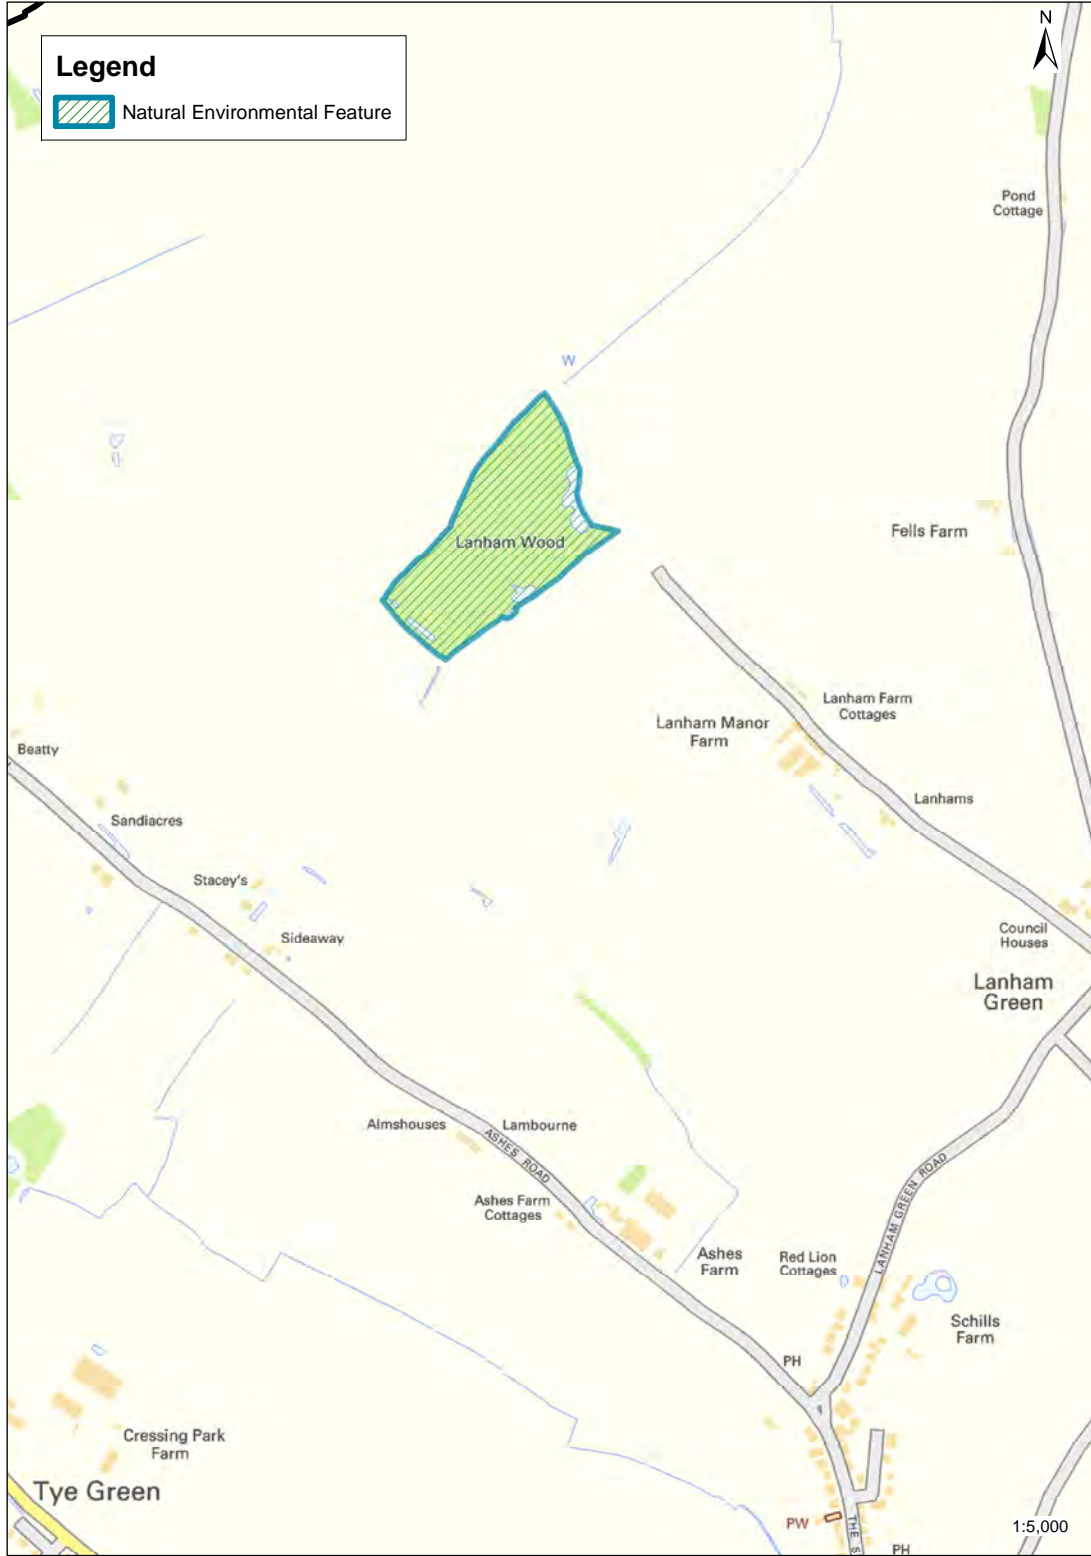 N
Legend
Natural Environmental Feature
Pond
Cottage
W
Fells Farm
Lanham Wood
Lanham Farm
Cottages
Lanham Manor
Farm
Beatty
Lanhams
Sandiacres
Stacey's
Council
Houses
Sideaway
Lanham
Green
Almshouses
Lambourne
ASHES ROAD
LANHAM GREEN ROAD
Ashes Farm
Cottages
Ashes
Farm
Red Lion
Cottages
Schills
Farm
PH
Cressing Park
Farm
Tye Green
PW
THE S
1:5,000
PH